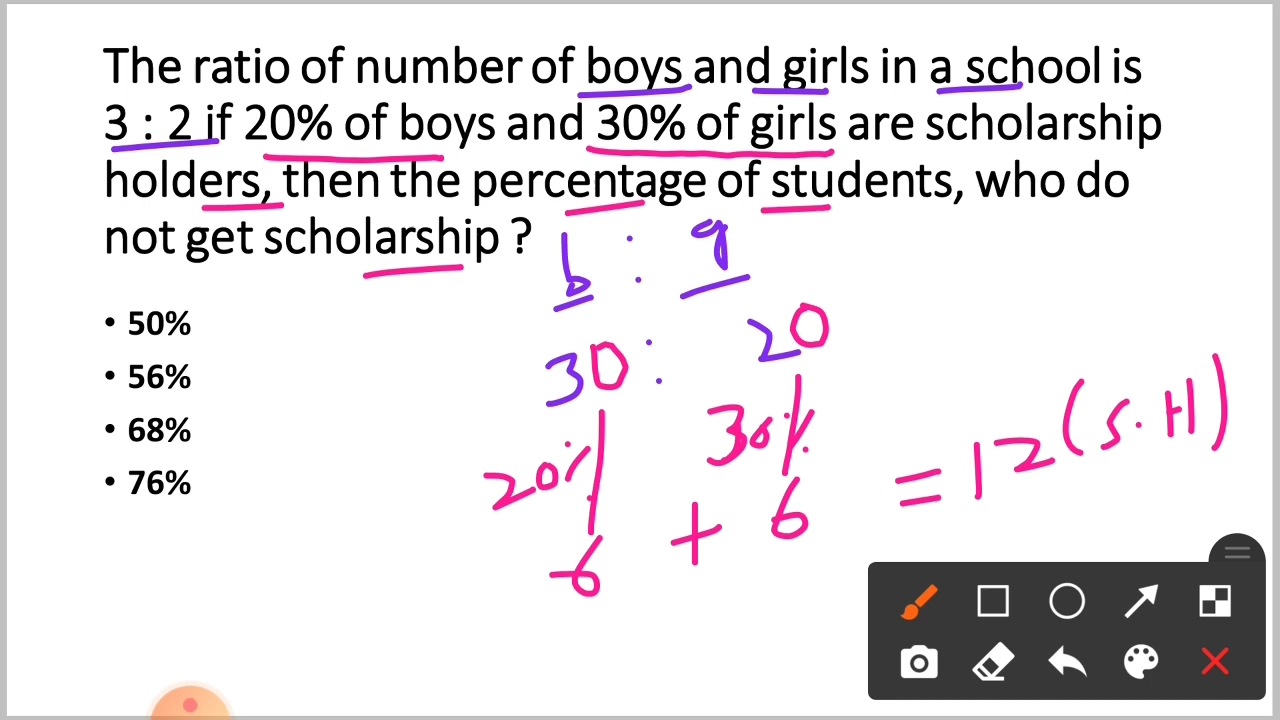 The ratio of number of boys and girls in a school is
3 : 2 if 20% of boys and 30% of girls are scholarship
holders, then the percentage of students, who do
not get scholarship ?
b : g
• 50%
• 56%
• 68%
• 76%
30 : 20
20% 30%
6 + 6 = 12 (S.H)